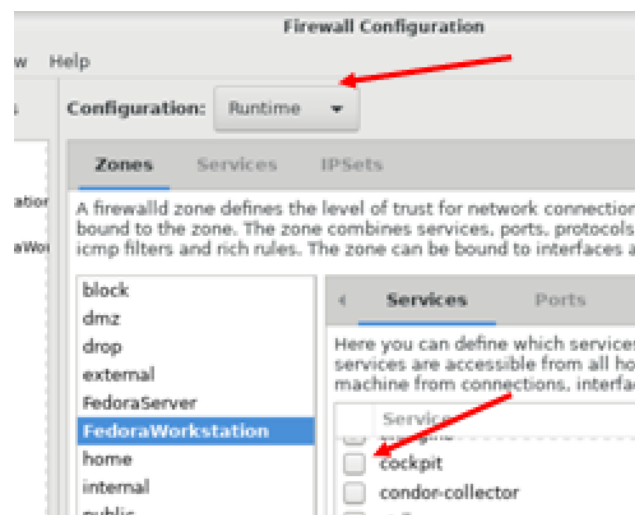 Firewall Configuration
w Help
Configuration: Runtime
Zones Services IPSets
A firewalld zone defines the level of trust for network connection
bound to the zone. The zone combines services, ports, protocols
icmp filters and rich rules. The zone can be bound to interfaces a
block
dmz
drop
external
FedoraServer
FedoraWorkstation
home
internal
public
Services Ports
Here you can define which services
services are accessible from all ho
machine from connections, interfa
Service
cockpit
condor-collector